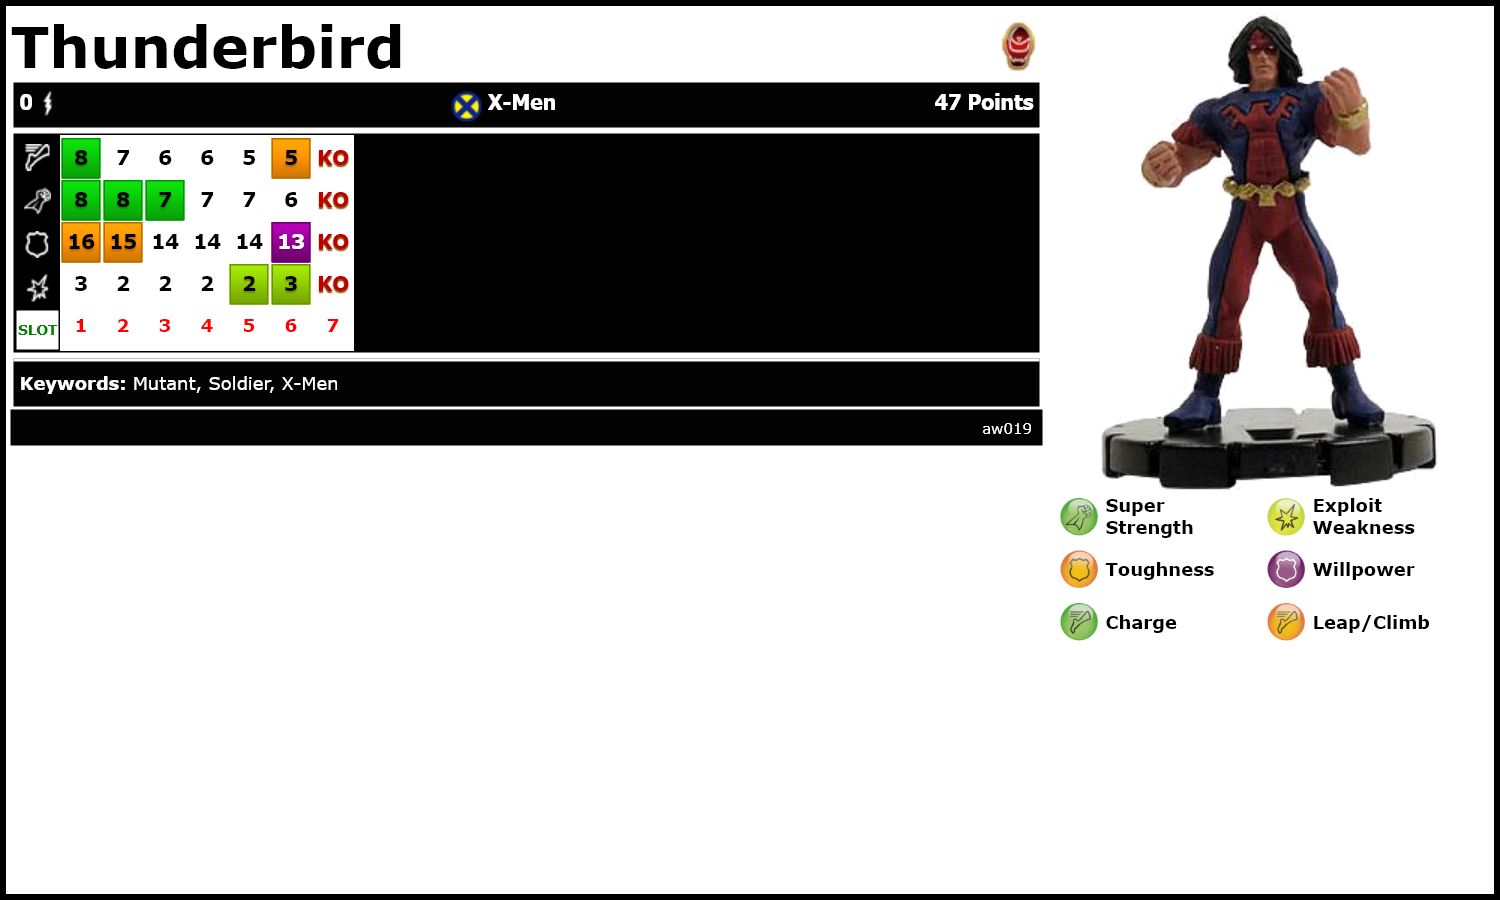 Thunderbird
0 X-Men 47 Points
8 7 6 6 5 5 KO
8 8 7 7 7 6 KO
16 15 14 14 14 13 KO
3 2 2 2 2 3 KO
SLOT 1 2 3 4 5 6 7
Keywords: Mutant, Soldier, X-Men
aw019
Super
Strength
Exploit
Weakness
Toughness
Willpower
Charge
Leap/Climb